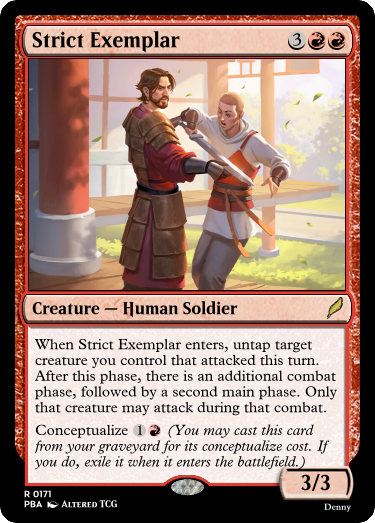 Strict Exemplar 3
Creature — Human Soldier
When Strict Exemplar enters, untap target
creature you control that attacked this turn.
After this phase, there is an additional combat
phase, followed by a second main phase. Only
that creature may attack during that combat.
Conceptualize 1 (You may cast this card
from your graveyard for its conceptualize cost. If
you do, exile it when it enters the battlefield.)
3/3
R 0171
PBA Altered TCG
Denny